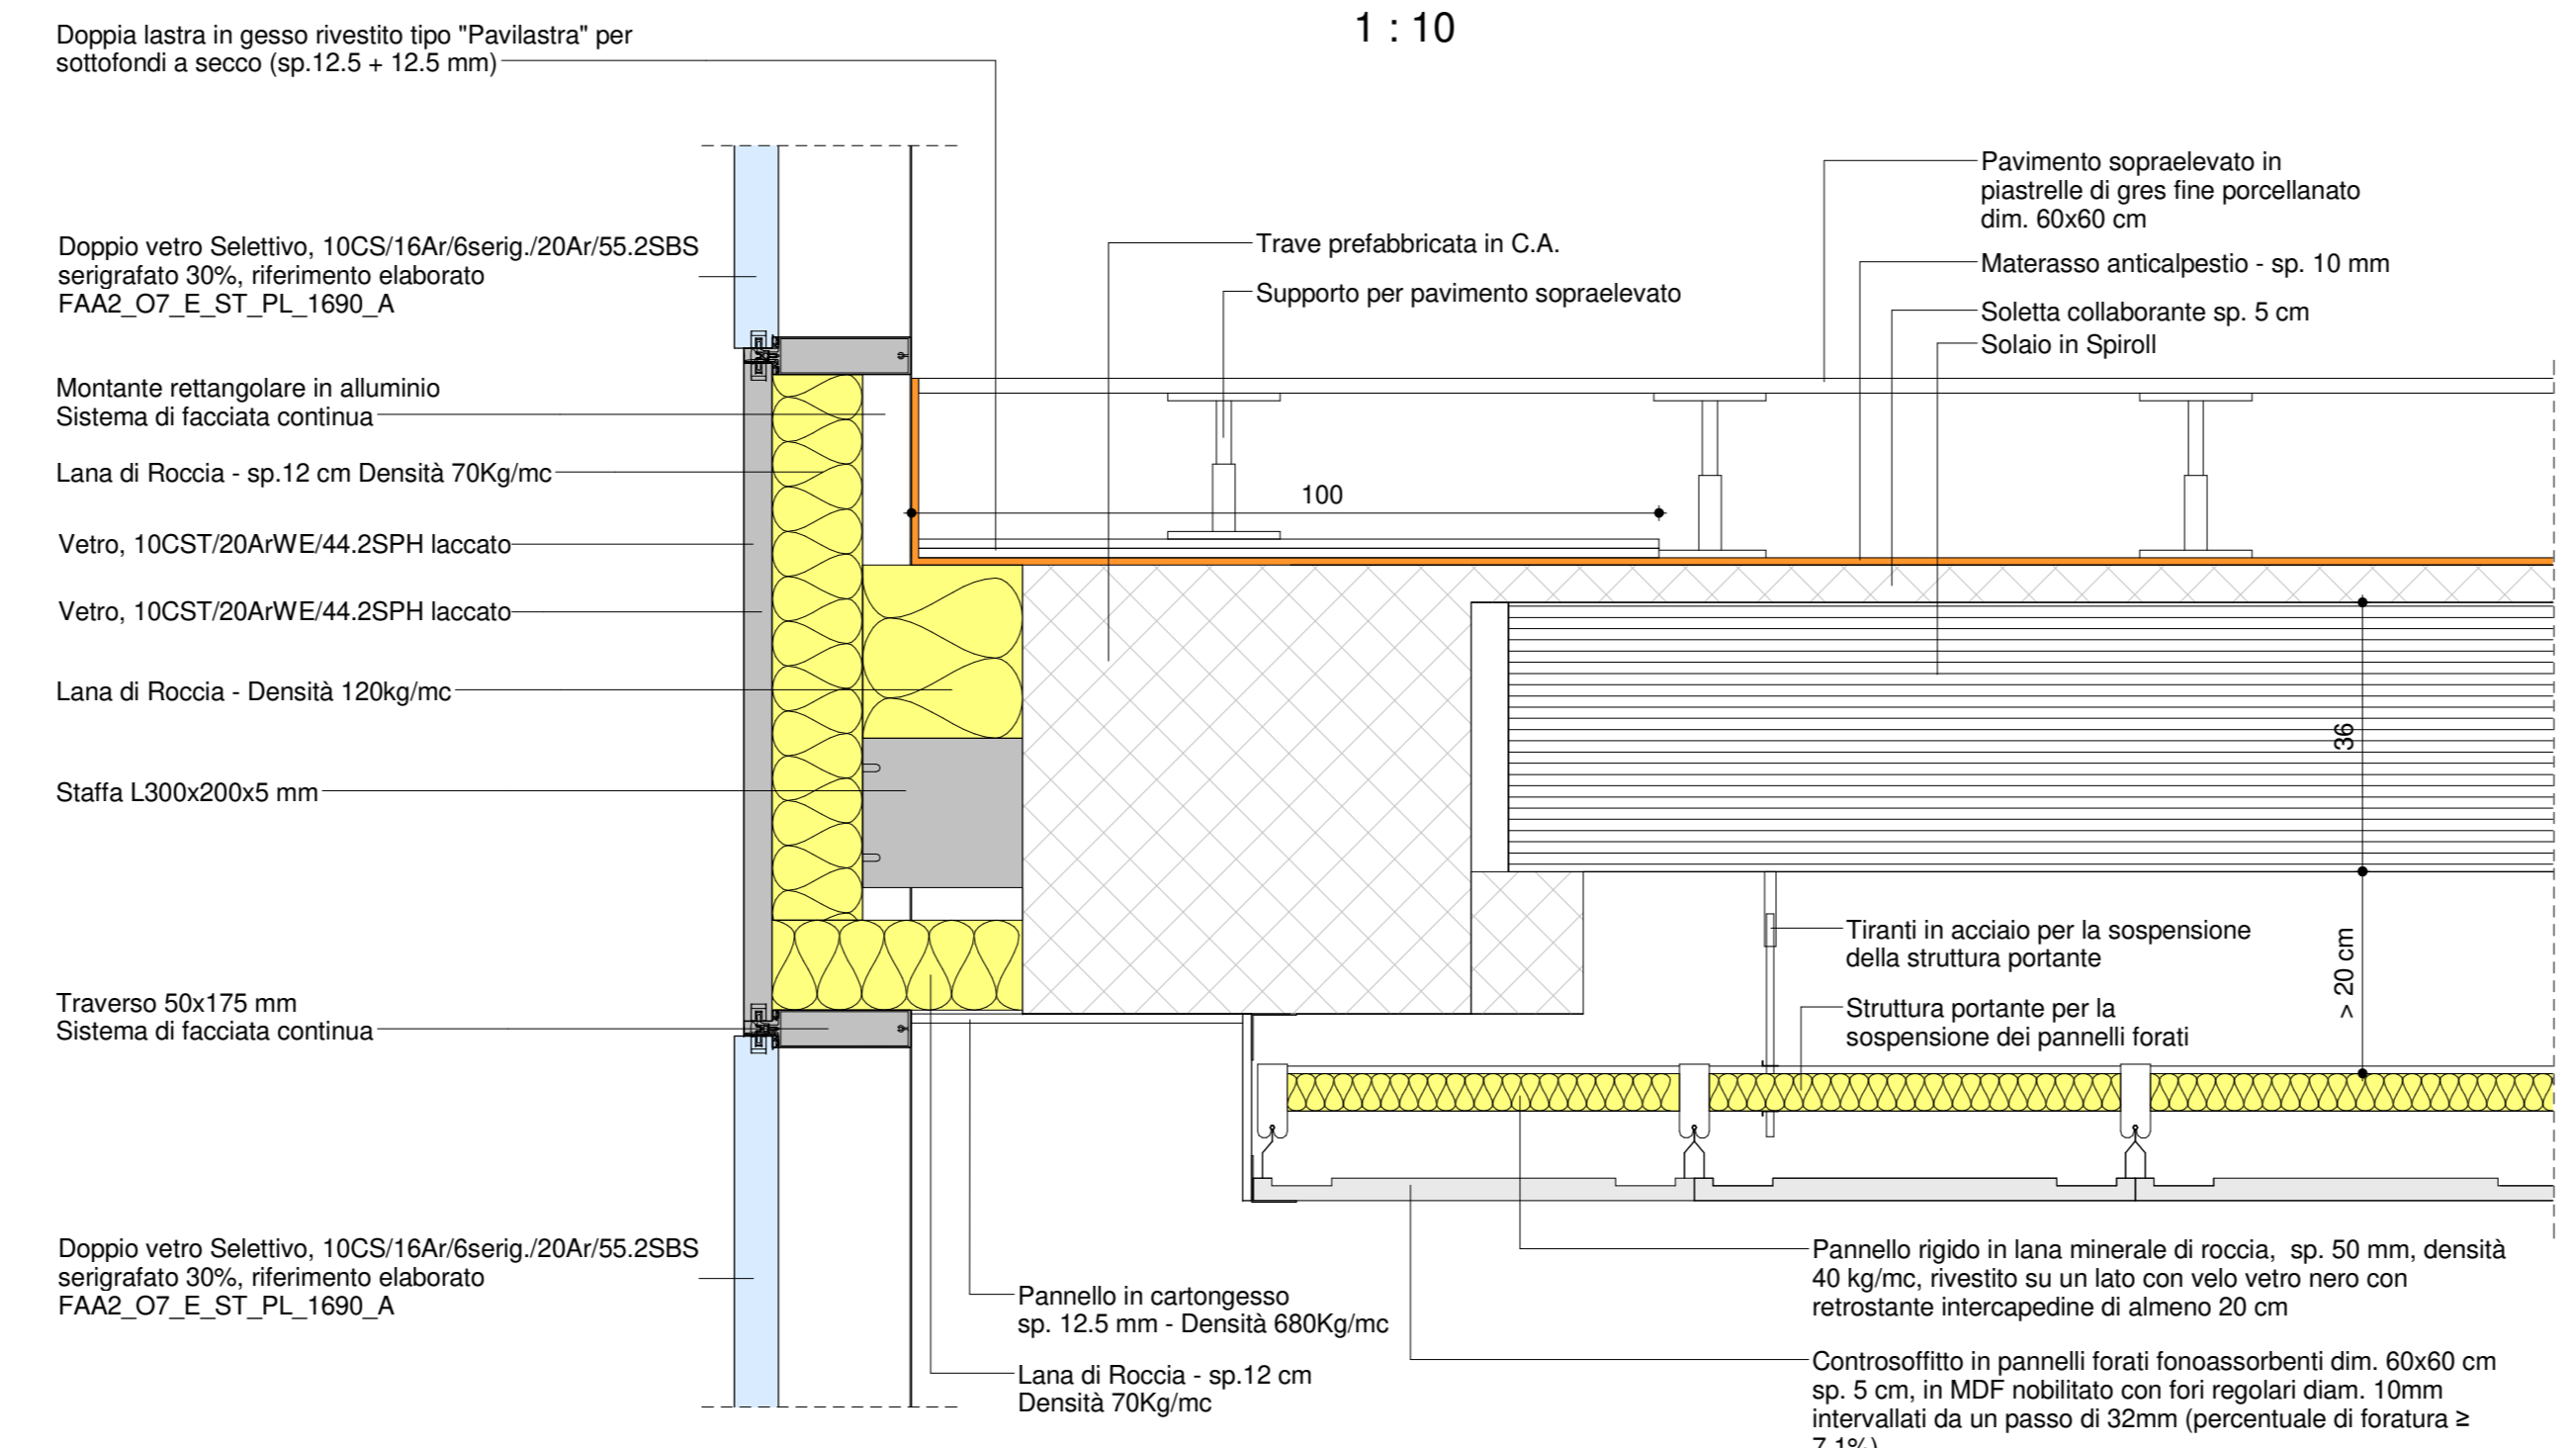 1 : 10
Doppia lastra in gesso rivestito tipo "Pavilastra" per
sottofondi a secco (sp.12.5 + 12.5 mm)
Doppio vetro Selettivo, 10CS/16Ar/6serig./20Ar/55.2SBS
serigrafato 30%, riferimento elaborato
FAA2_O7_E_ST_PL_1690_A
Montante rettangolare in alluminio
Sistema di facciata continua
Lana di Roccia - sp.12 cm Densità 70Kg/mc
Vetro, 10CST/20ArWE/44.2SPH laccato
Vetro, 10CST/20ArWE/44.2SPH laccato
Lana di Roccia - Densità 120kg/mc
Staffa L300x200x5 mm
Traverso 50x175 mm
Sistema di facciata continua
Doppio vetro Selettivo, 10CS/16Ar/6serig./20Ar/55.2SBS
serigrafato 30%, riferimento elaborato
FAA2_O7_E_ST_PL_1690_A
Trave prefabbricata in C.A.
Supporto per pavimento sopraelevato
100
Pavimento sopraelevato in
piastrelle di gres fine porcellanato
dim. 60x60 cm
Materasso anticalpestio - sp. 10 mm
Soletta collaborante sp. 5 cm
Solaio in Spiroll
36
> 20 cm
Tiranti in acciaio per la sospensione
della struttura portante
Struttura portante per la
sospensione dei pannelli forati
Pannello in cartongesso
sp. 12.5 mm - Densità 680Kg/mc
Lana di Roccia - sp.12 cm
Densità 70Kg/mc
Pannello rigido in lana minerale di roccia, sp. 50 mm, densità
40 kg/mc, rivestito su un lato con velo vetro nero con
retrostante intercapedine di almeno 20 cm
Controsoffitto in pannelli forati fonoassorbenti dim. 60x60 cm
sp. 5 cm, in MDF nobilitato con fori regolari diam. 10mm
intervallati da un passo di 32mm (percentuale di foratura ≥
7.1%)